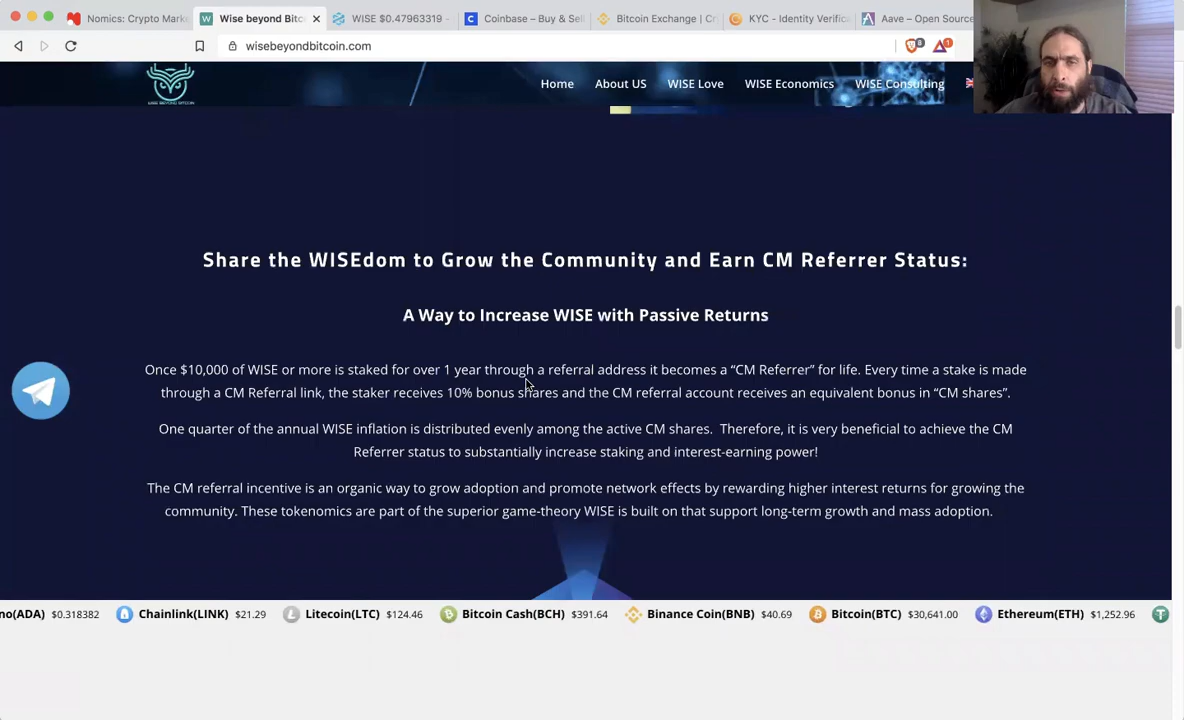 Nomics: Crypto Mark
Wise beyond Bitc
WISE $0.47963319 -
Coinbase – Buy & Sel
Bitcoin Exchange | Cr
KYC - Identity Verific
Aave – Open Source
wisebeyondbitcoin.com
8
1
WISE BEYOND BITCOIN
Home
About US
WISE Love
WISE Economics
WISE Consulting
Share the WISEdom to Grow the Community and Earn CM Referrer Status:
A Way to Increase WISE with Passive Returns
Once $10,000 of WISE or more is staked for over 1 year through a referral address it becomes a “CM Referrer” for life. Every time a stake is made
through a CM Referral link, the staker receives 10% bonus shares and the CM referral account receives an equivalent bonus in “CM shares”.
One quarter of the annual WISE inflation is distributed evenly among the active CM shares. Therefore, it is very beneficial to achieve the CM
Referrer status to substantially increase staking and interest-earning power!
The CM referral incentive is an organic way to grow adoption and promote network effects by rewarding higher interest returns for growing the
community. These tokenomics are part of the superior game-theory WISE is built on that support long-term growth and mass adoption.
no(ADA) $0.318382 Chainlink(LINK) $21.29 Litecoin(LTC) $124.46 Bitcoin Cash(BCH) $391.64 Binance Coin(BNB) $40.69 Bitcoin(BTC) $30,641.00 Ethereum(ETH) $1,252.96